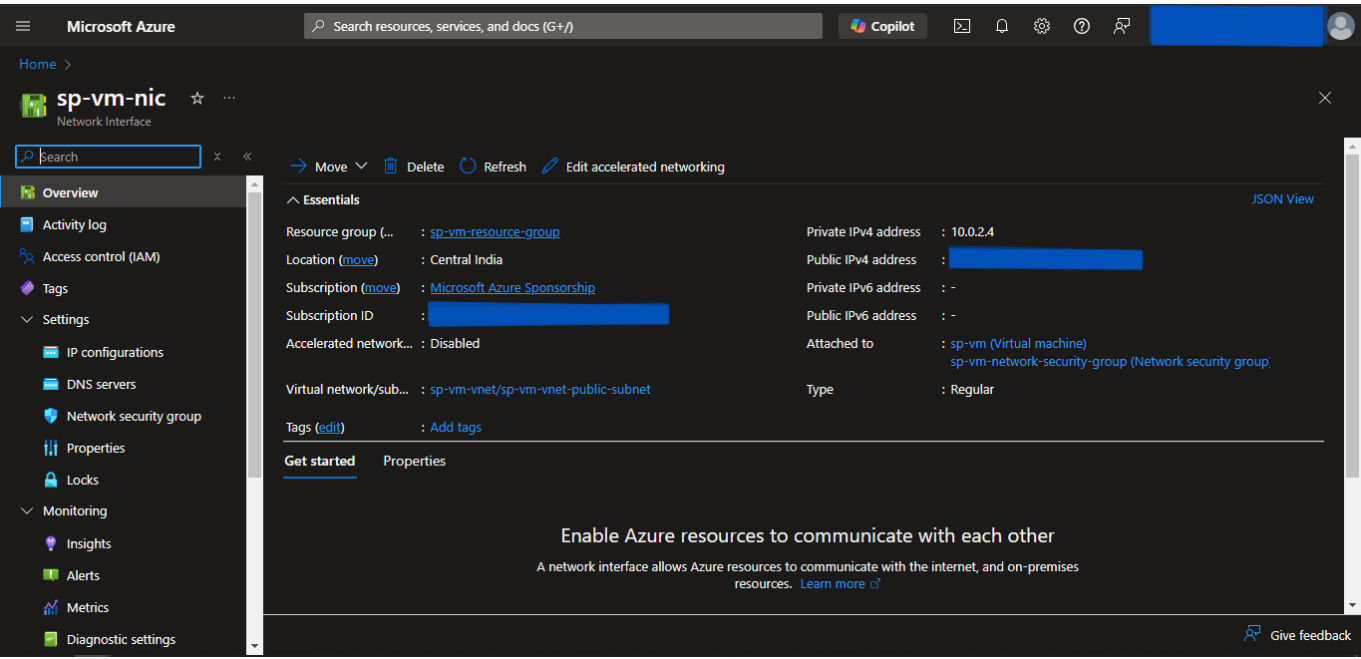 Microsoft Azure
Search resources, services, and docs (G+/)
Copilot
Home >
sp-vm-nic
Network Interface
Search
Move
Delete
Refresh
Edit accelerated networking
Overview
Activity log
Access control (IAM)
Tags
Settings
IP configurations
DNS servers
Network security group
Properties
Locks
Monitoring
Insights
Alerts
Metrics
Diagnostic settings
Essentials
JSON View
Resource group (... : sp-vm-resource-group
Location (move) : Central India
Subscription (move) : Microsoft Azure Sponsorship
Subscription ID :
Accelerated network... : Disabled
Virtual network/sub... : sp-vm-vnet/sp-vm-vnet-public-subnet
Private IPv4 address : 10.0.2.4
Public IPv4 address :
Private IPv6 address : -
Public IPv6 address : -
Attached to : sp-vm (Virtual machine)
sp-vm-network-security-group (Network security group)
Type : Regular
Tags (edit) : Add tags
Get started
Properties
Enable Azure resources to communicate with each other
A network interface allows Azure resources to communicate with the internet, and on-premises
resources. Learn more
Give feedback